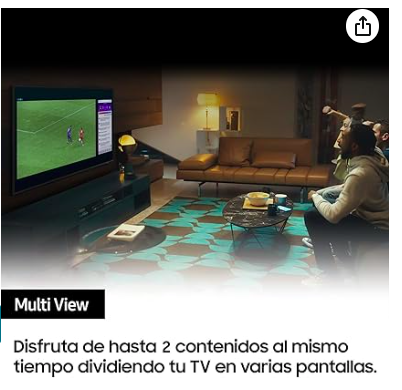 Multi View
Disfruta de hasta 2 contenidos al mismo
tiempo dividiendo tu TV en varias pantallas.